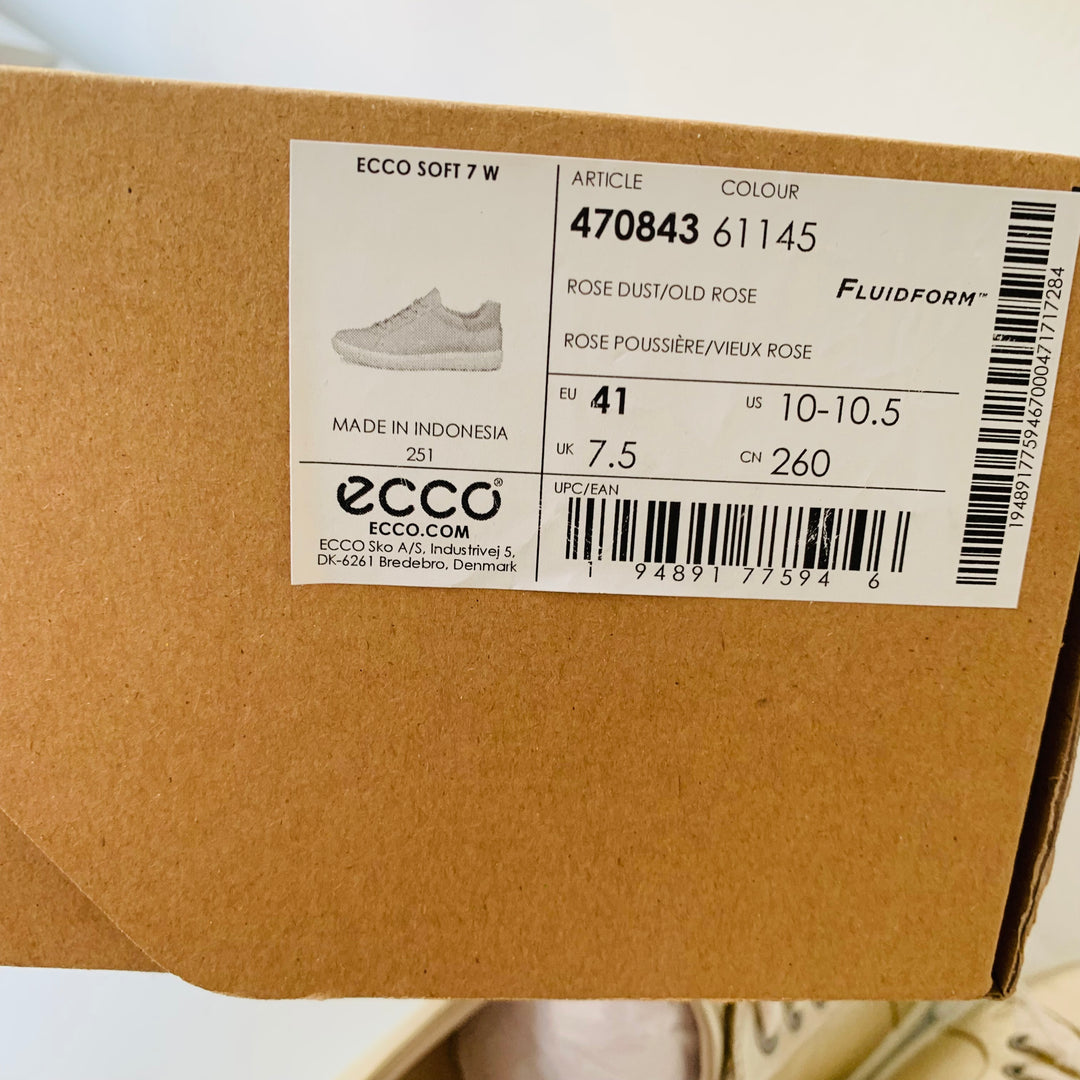 ECCO SOFT 7 W
MADE IN INDONESIA
251
ecco®
ECCO.COM
ECCO Sko A/S, Industrivej 5,
DK-6261 Bredebro, Denmark
ARTICLE COLOUR
470843 61145
ROSE DUST/OLD ROSE
FLUIDFORM™
ROSE POUSSIÈRE/VIEUX ROSE
EU 41 US 10-10.5
UK 7.5 CN 260
UPC/EAN
1 94891 77594 6
1948917759467000471717284